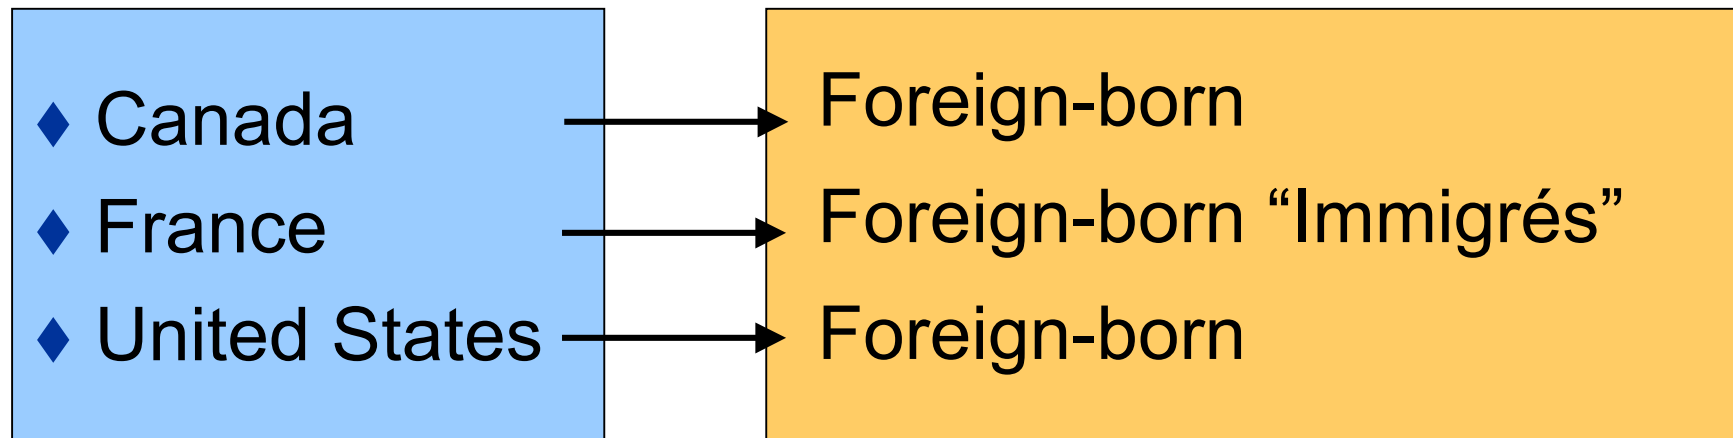 Canada
Foreign-born
France
Foreign-born “Immigrés”
United States
Foreign-born